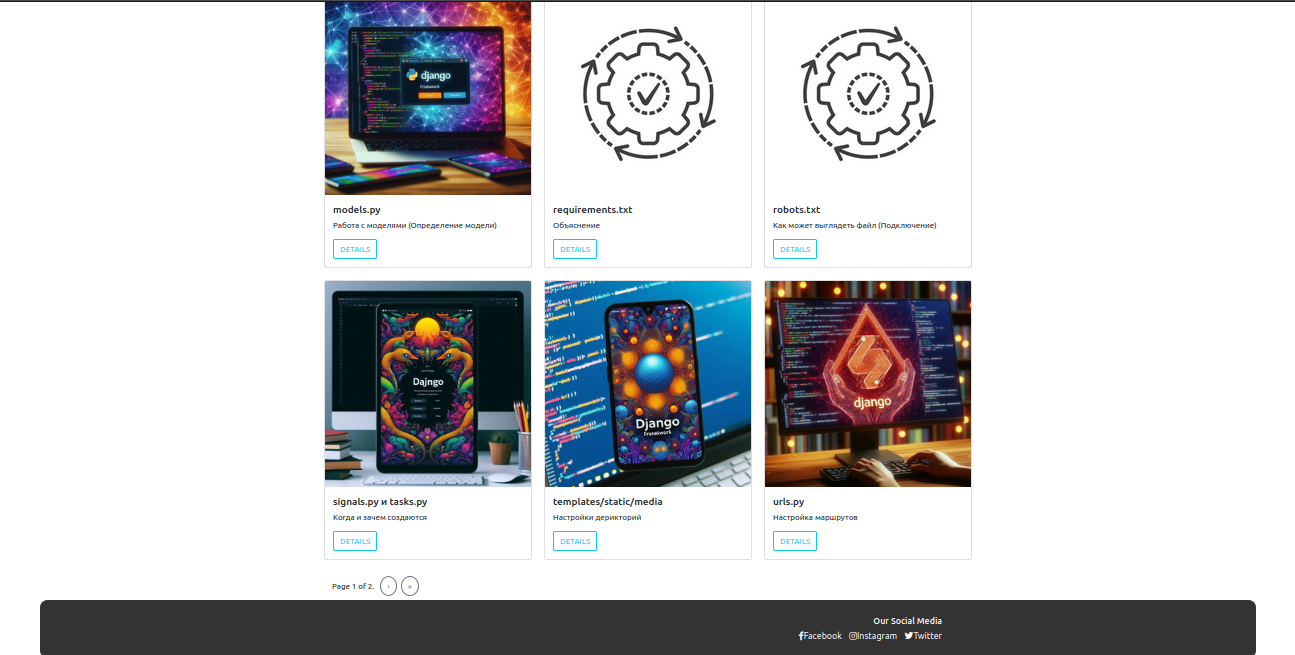 django
Framework
models.py
Работа с моделями (Определение модели)
DETAILS
requirements.txt
Объяснение
DETAILS
robots.txt
Как может выглядеть файл (Подключение)
DETAILS
Dajngo
signals.py и tasks.py
Когда и зачем создаются
DETAILS
Django
Framework
templates/static/media
Настройки дерикторий
DETAILS
django
urls.py
Настройка маршрутов
DETAILS
Page 1 of 2. › »
Our Social Media
Facebook Instagram Twitter